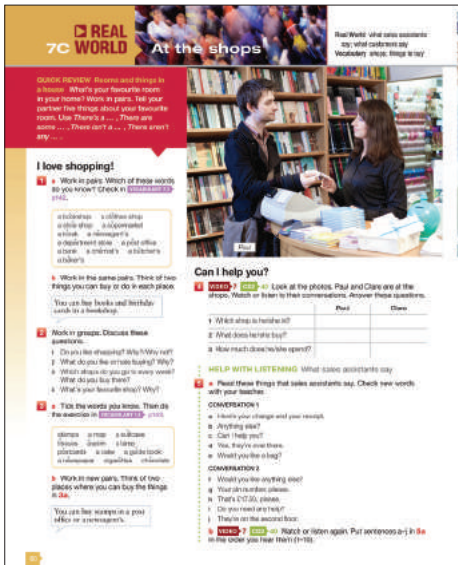 REAL
7C WORLD
At the shops
Real World what sales assistants
say; what customers say
Vocabulary shops; things to buy
QUICK REVIEW Rooms and things in
a house What's your favourite room
in your home? Work in pairs. Tell your
partner five things about your favourite
room. Use There's a ... , There are
some ... , There isn't a ... , There aren't
any ... .
I love shopping!
1 a Work in pairs. Which of these words
do you know? Check in VOCABULARY 7.3
p142.
a bookshop a clothes shop
a shoe shop a supermarket
a kiosk a newsagent's
a department store a post office
a bank a chemist's a butcher's
a baker's
b Work in the same pairs. Think of two
things you can buy or do in each place.
You can buy books and birthday
cards in a bookshop.
2 Work in groups. Discuss these
questions.
1 Do you like shopping? Why?/Why not?
2 What do you like or hate buying? Why?
3 Which shops do you go to every week?
What do you buy there?
4 What's your favourite shop? Why?
3 a Tick the words you know. Then do
the exercise in
stamps a map a suitcase
tissues a lamp
postcards a cake a guide book
a newspaper cigarettes chocolate
b Work in new pairs. Think of two
places where you can buy the things
in 3a.
You can buy stamps in a post
office or a newsagent's.
Paul
Can I help you?
VIDEO 7 Look at the photos. Paul and Clare are at the
shops. Watch or listen to their conversations. Answer these questions.
Paul Clare
1 Which shop is he/she in?
2 What does he/she buy?
3 How much does he/she spend?
HELP WITH LISTENING What sales assistants say
a Read these things that sales assistants say. Check new words
with your teacher.
CONVERSATION 1
a Here's your change and your receipt.
b Anything else?
c Can I help you?
d Yes, they're over there.
e Would you like a bag?
CONVERSATION 2
f Would you like anything else?
g Your pin number, please.
h That's £17.50, please.
i Do you need any help?
j They're on the second floor.
b VIDEO 7 Watch or listen again. Put sentences a–j in 5a
in the order you hear them (1–10).